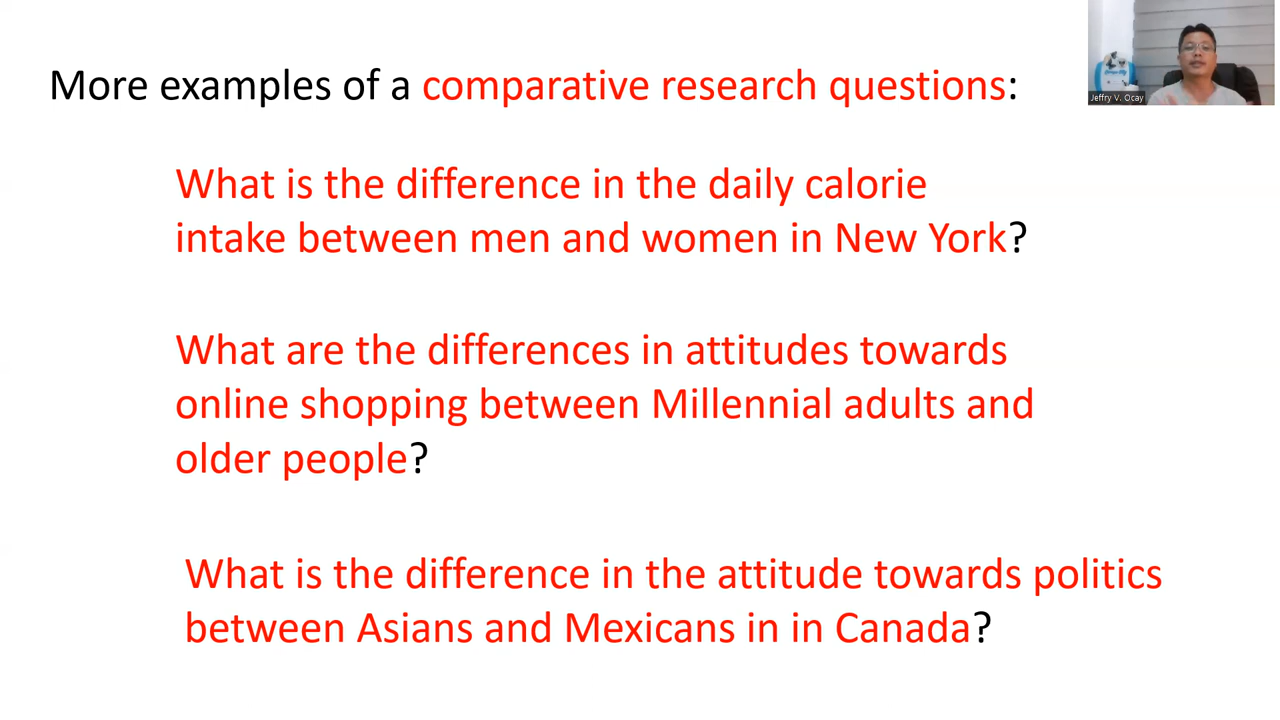 More examples of a comparative research questions:
Jeffry V. Ocay
What is the difference in the daily calorie
intake between men and women in New York?
What are the differences in attitudes towards
online shopping between Millennial adults and
older people?
What is the difference in the attitude towards politics
between Asians and Mexicans in in Canada?